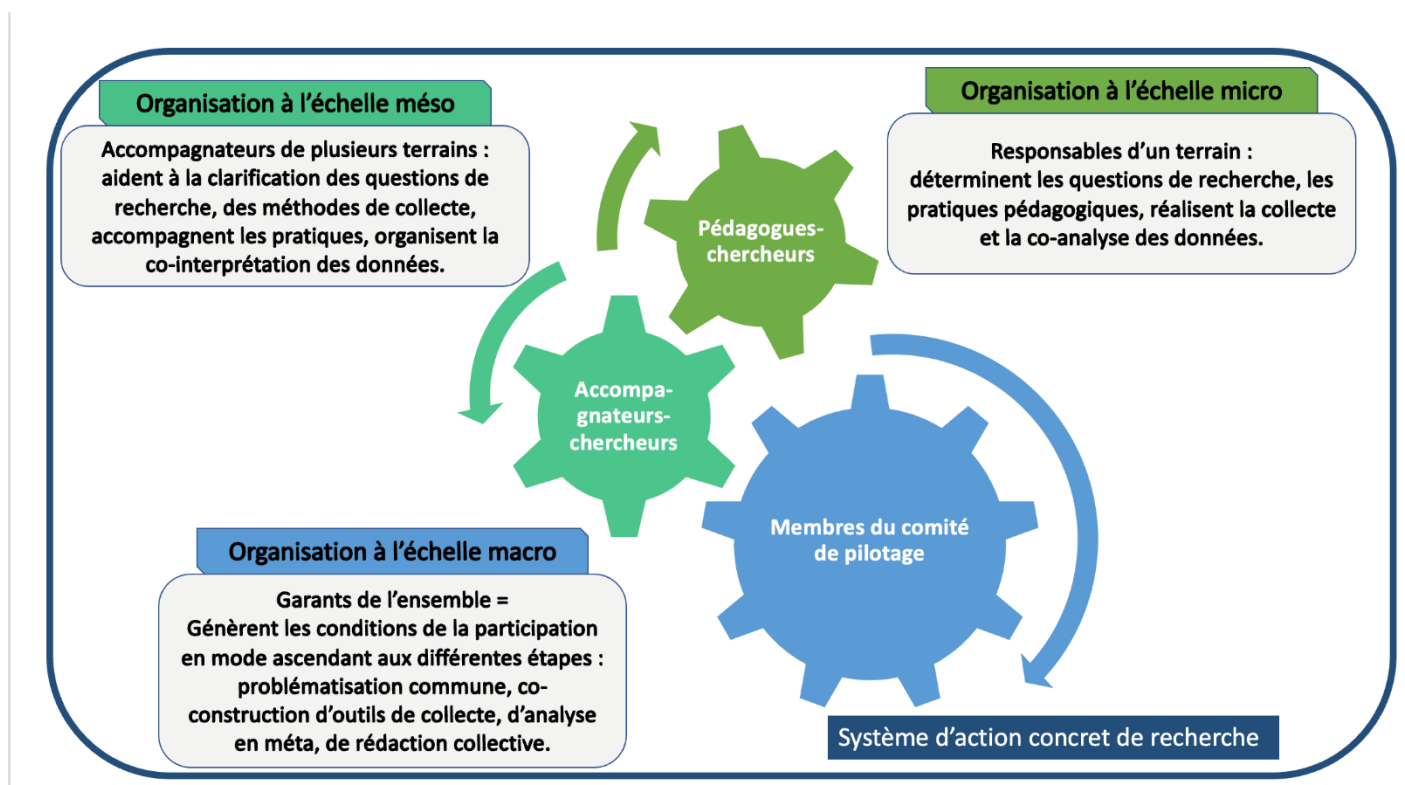 Organisation à l'échelle méso
Accompagnateurs de plusieurs terrains :
aident à la clarification des questions de
recherche, des méthodes de collecte,
accompagnent les pratiques, organisent la
co-interprétation des données.
Organisation à l'échelle micro
Responsables d'un terrain :
déterminent les questions de recherche, les
pratiques pédagogiques, réalisent la collecte
et la co-analyse des données.
Pédagogues-
chercheurs
Accompa-
gnateurs-
chercheurs
Membres du comité
de pilotage
Organisation à l'échelle macro
Garants de l'ensemble =
Génèrent les conditions de la participation
en mode ascendant aux différentes étapes :
problématisation commune, co-
construction d'outils de collecte, d'analyse
en méta, de rédaction collective.
Système d'action concret de recherche